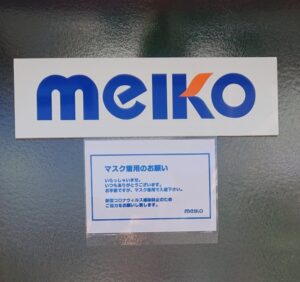 meiko
マスク着用のお願い
いらっしゃいませ。
いつもありがとうございます。
お手数ですが、マスク着用で入店下さい。
新型コロナウィルス感染防止のため
ご協力をお願いし致します。
meiko